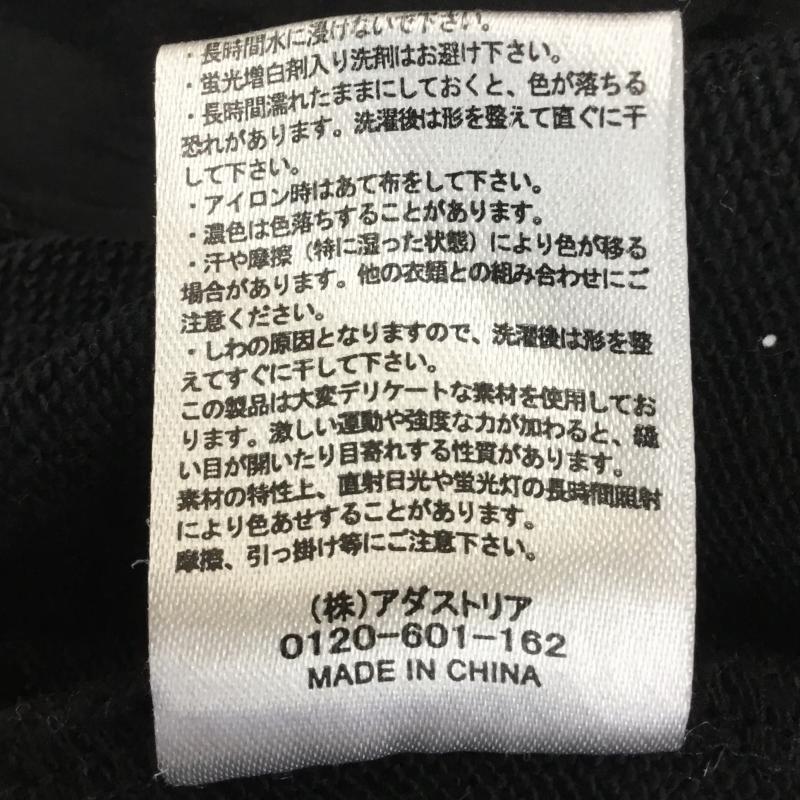 ・長時間水に浸けないで下さい。
・蛍光増白剤入り洗剤はお避け下さい。
・長時間濡れたままにしておくと、色が落ちる
恐れがあります。洗濯後は形を整えて直ぐに干
して下さい。
・アイロン時はあて布をして下さい。
・濃色は色落ちすることがあります。
・汗や摩擦（特に湿った状態）により色が移る
場合があります。他の衣類との組み合わせにご
注意ください。
・しわの原因となりますので、洗濯後は形を整
えてすぐに干して下さい。
この製品は大変デリケートな素材を使用してお
ります。激しい運動や強度な力が加わると、縫
い目が開いたり目寄れする性質があります。
素材の特性上、直射日光や蛍光灯の長時間照射
により色あせすることがあります。
摩擦、引っ掛け等にご注意下さい。
(株)アダストリア
0120-601-162
MADE IN CHINA